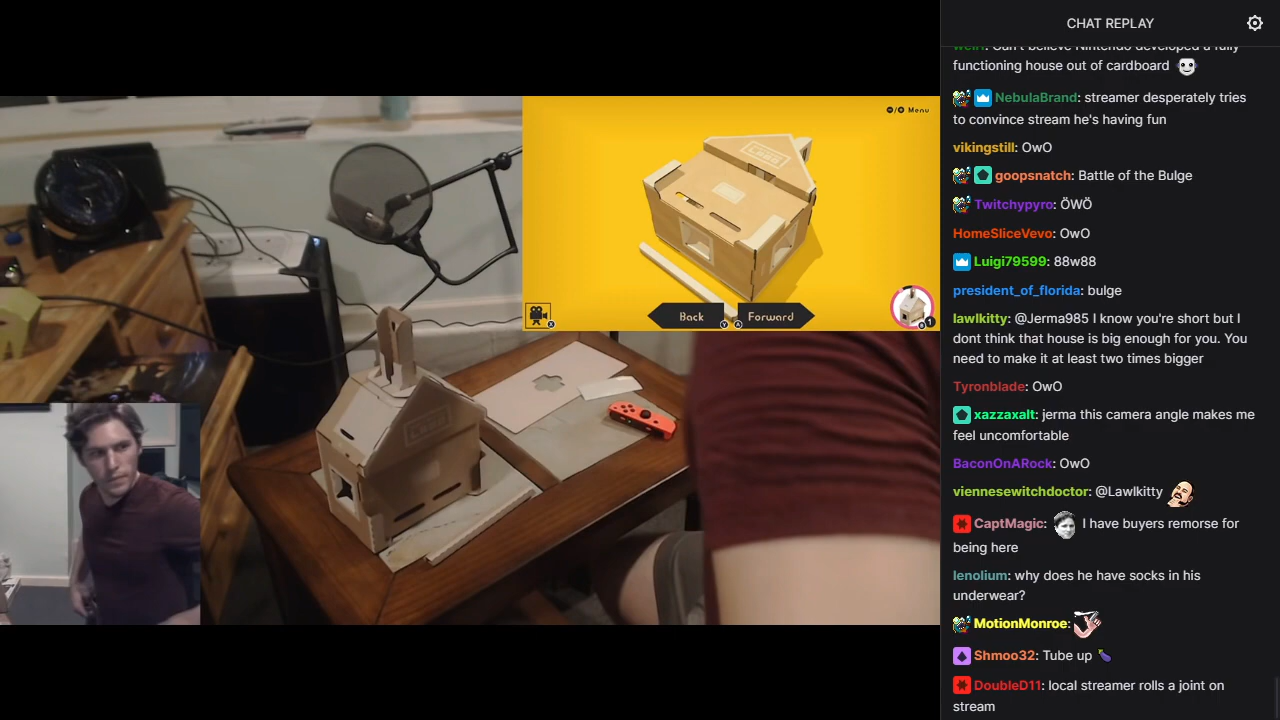 CHAT REPLAY
weirl: Can't believe Nintendo developed a fully
functioning house out of cardboard
NebulaBrand: streamer desperately tries
to convince stream he's having fun
vikingstill: OwO
goopsnatch: Battle of the Bulge
Twitchypyro: ÖWÖ
HomeSliceVevo: OwO
Luigi79599: 88w88
president_of_florida: bulge
lawlkitty: @Jerma985 I know you're short but I
dont think that house is big enough for you. You
need to make it at least two times bigger
Tyronblade: OwO
xazzaxalt: jerma this camera angle makes me
feel uncomfortable
BaconOnARock: OwO
viennesewitchdoctor: @Lawlkitty
CaptMagic: I have buyers remorse for
being here
lenolium: why does he have socks in his
underwear?
MotionMonroe:
Shmoo32: Tube up
DoubleD11: local streamer rolls a joint on
stream
Menu
LABO
Back
Y
A
Forward
X